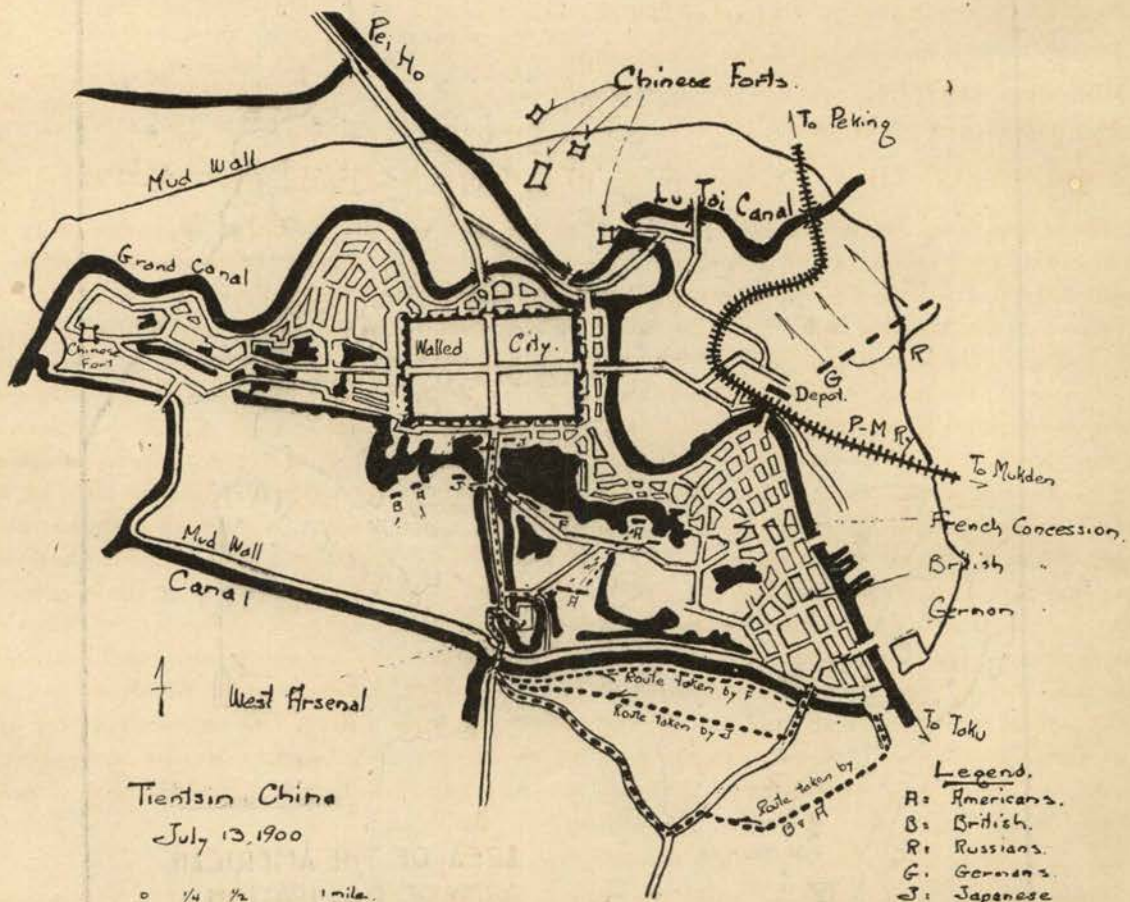 Pei Ho
Chinese Forts.
To Peking
Mud Wall
Lu Tai Canal
Grand Canal
Walled City.
Chinese
Fort
R
G
Depot.
P-M Ry
To Mukden
B
A
J
F
A
French Concession.
Mud Wall
Canal
British "
A
German "
West Arsenal
Route taken by F
Route taken by J
To Taku
Route taken by
B & A
Tientsin China
July 13, 1900
0 1/4 1/2 1 mile.
Legend.
A: Americans.
B: British.
R: Russians.
G: Germans.
J: Japanese